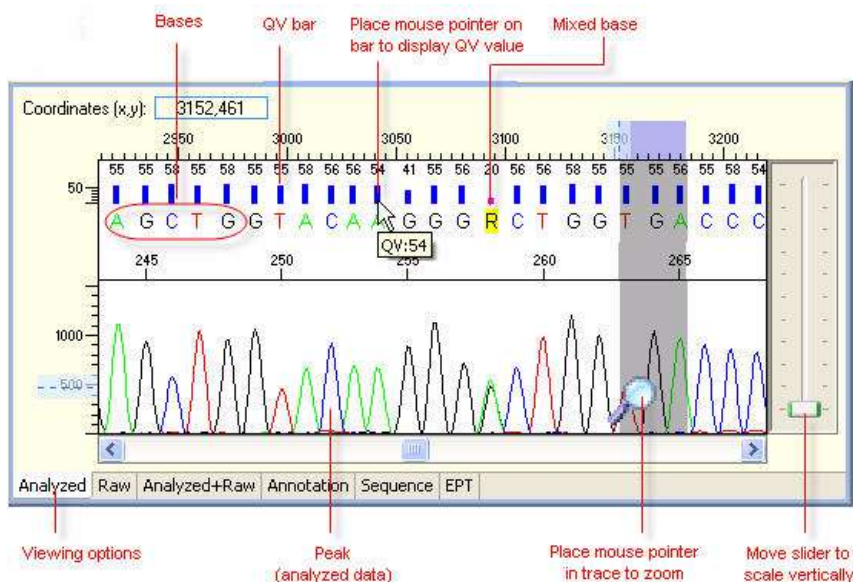 Bases QV bar Place mouse pointer on Mixed base
bar to display QV value
Coordinates (x,y): 3152,461
2950 3000 3050 3100 3150 3200
55 55 58 55 58 55 55 58 56 56 54 41 55 56 20 56 56 58 55 55 55 56 55 58 54
50
A G C T G G T A C A A G G G R C T G G T G A C C C
QV:54
245 250 255 260 265
1000
500
Analyzed Raw Analyzed+Raw Annotation Sequence EPT
Viewing options Peak Place mouse pointer Move slider to
(analyzed data) in trace to zoom scale vertically